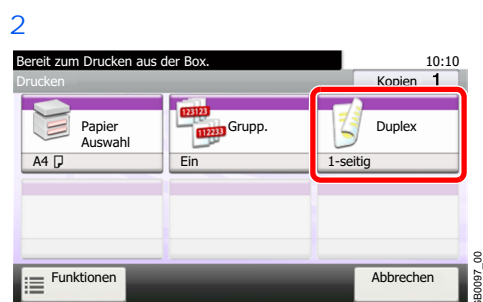 2
Bereit zum Drucken aus der Box.
10:10
Drucken
Kopien 1
123123
112233
Papier
Auswahl
Grupp.
Duplex
A4
Ein
1-seitig
Funktionen
Abbrechen
GB0097_00